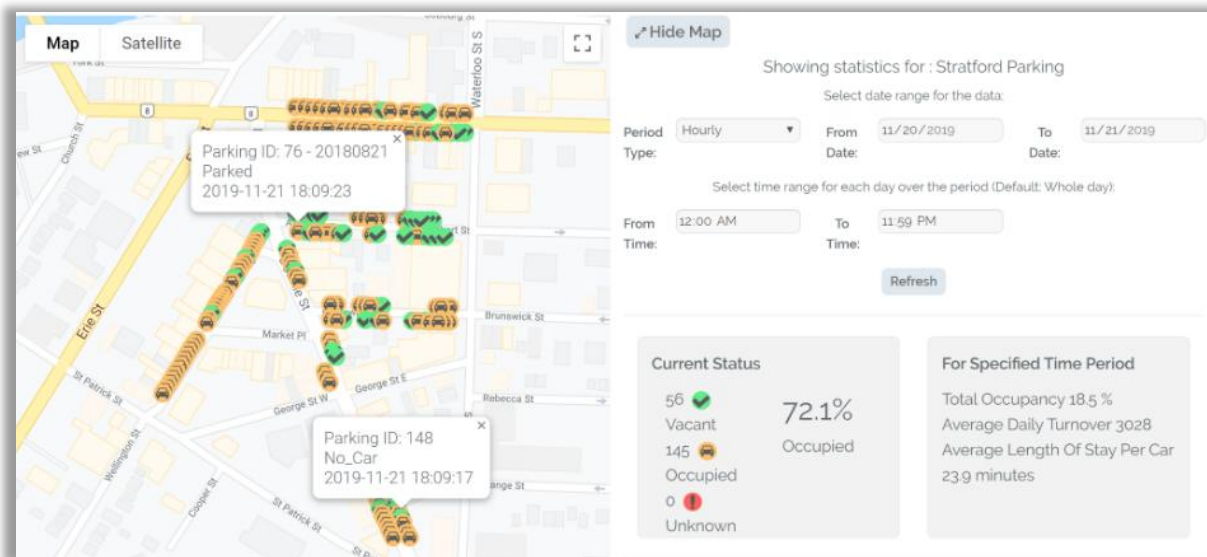 Map
Satellite
Waterloo St S
8
8
Church St
Parking ID: 76 - 20180821
Parked
2019-11-21 18:09:23
Erie St
Market Pl
Brunswick St
St Patrick St
George St E
George St W
Rebecca St
Wellington St
Parking ID: 148
No_Car
2019-11-21 18:09:17
Cooper St
St Patrick St
Hide Map
Showing statistics for : Stratford Parking
Select date range for the data:
Period Type:
Hourly
From Date:
11/20/2019
To Date:
11/21/2019
Select time range for each day over the period (Default: Whole day):
From Time:
12:00 AM
To Time:
11:59 PM
Refresh
Current Status
56
Vacant
145
Occupied
0
Unknown
72.1%
Occupied
For Specified Time Period
Total Occupancy 18.5 %
Average Daily Turnover 3028
Average Length Of Stay Per Car
23.9 minutes